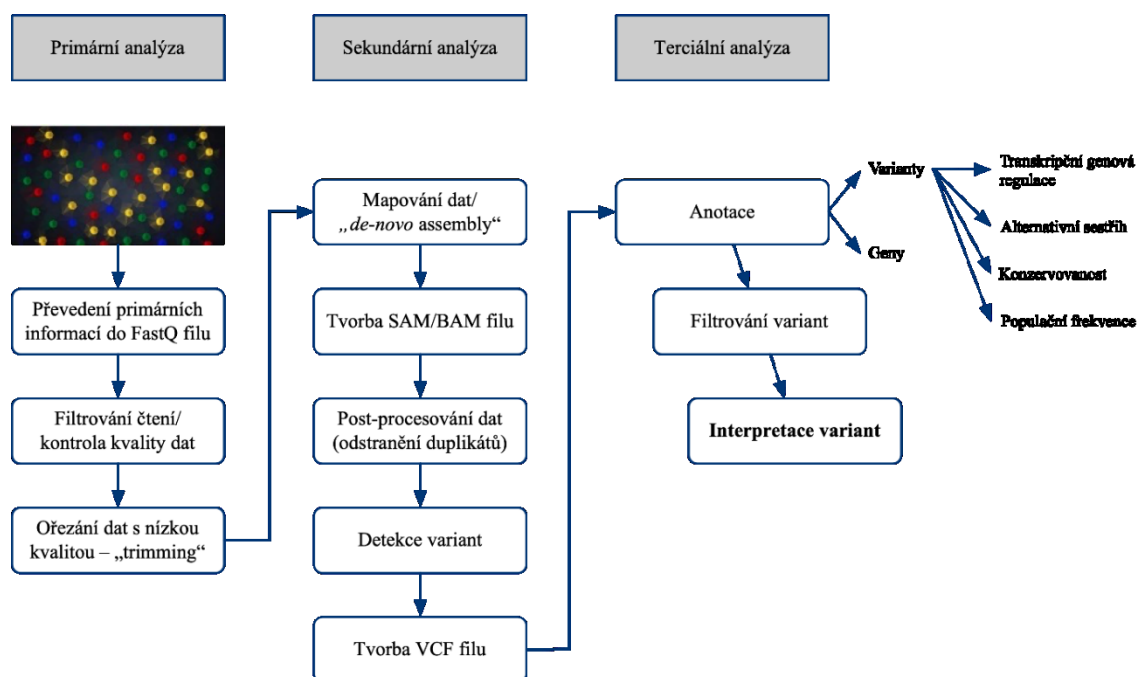 Primární analýza
Sekundární analýza
Terciální analýza
Převedení primárních
informací do FastQ filu
Filtrování čtení/
kontrola kvality dat
Ořezání dat s nízkou
kvalitou – „trimming“
Mapování dat/
„de-novo assembly“
Tvorba SAM/BAM filu
Post-procesování dat
(odstranění duplikátů)
Detekce variant
Tvorba VCF filu
Anotace
Filtrování variant
Interpretace variant
Varianty
Geny
Transkripční genová
regulace
Alternativní sestřih
Konzervovanost
Populační frekvence